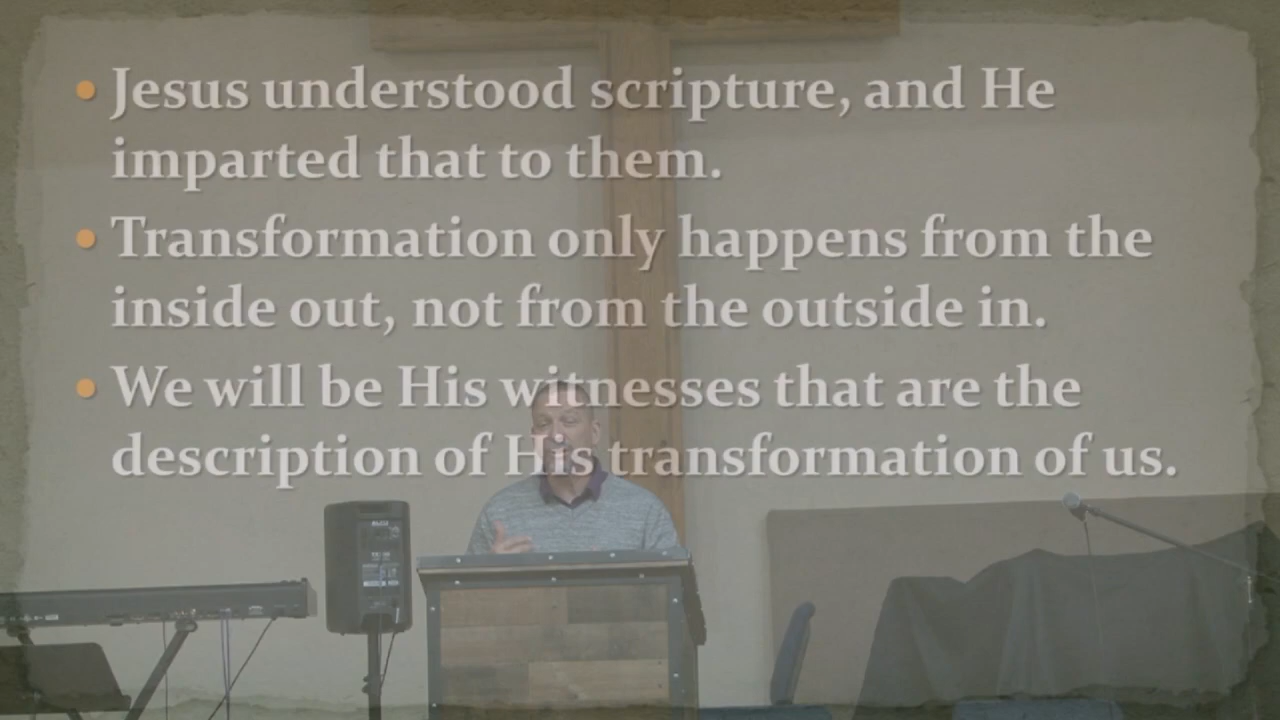 • Jesus understood scripture, and He
imparted that to them.
• Transformation only happens from the
inside out, not from the outside in.
• We will be His witnesses that are the
description of His transformation of us.